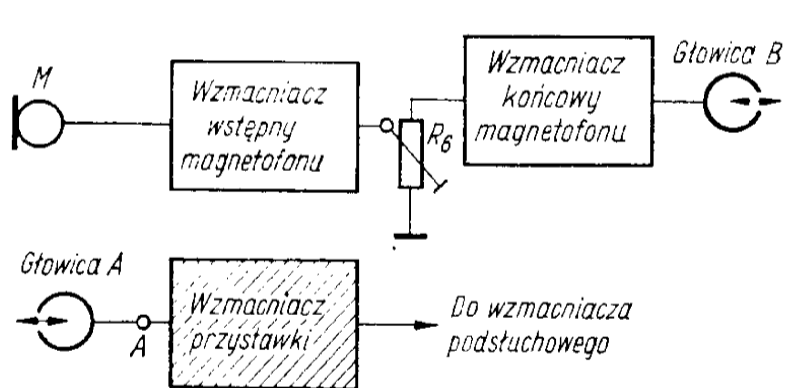 M
Wzmacniacz
wstępny
magnetofonu
R6
Wzmacniacz
końcowy
magnetofonu
Głowica B
Głowica A
A
Wzmacniacz
przystawki
Do wzmacniacza
podsłuchowego